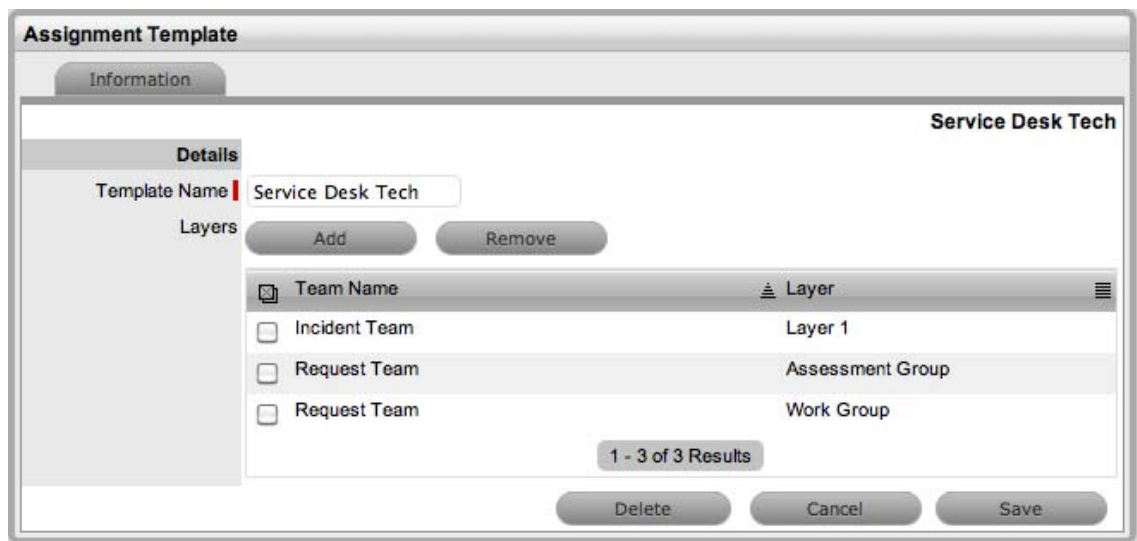 Assignment Template
Information
Service Desk Tech
Details
Template Name Service Desk Tech
Layers Add Remove
Team Name Layer
Incident Team Layer 1
Request Team Assessment Group
Request Team Work Group
1 - 3 of 3 Results
Delete Cancel Save